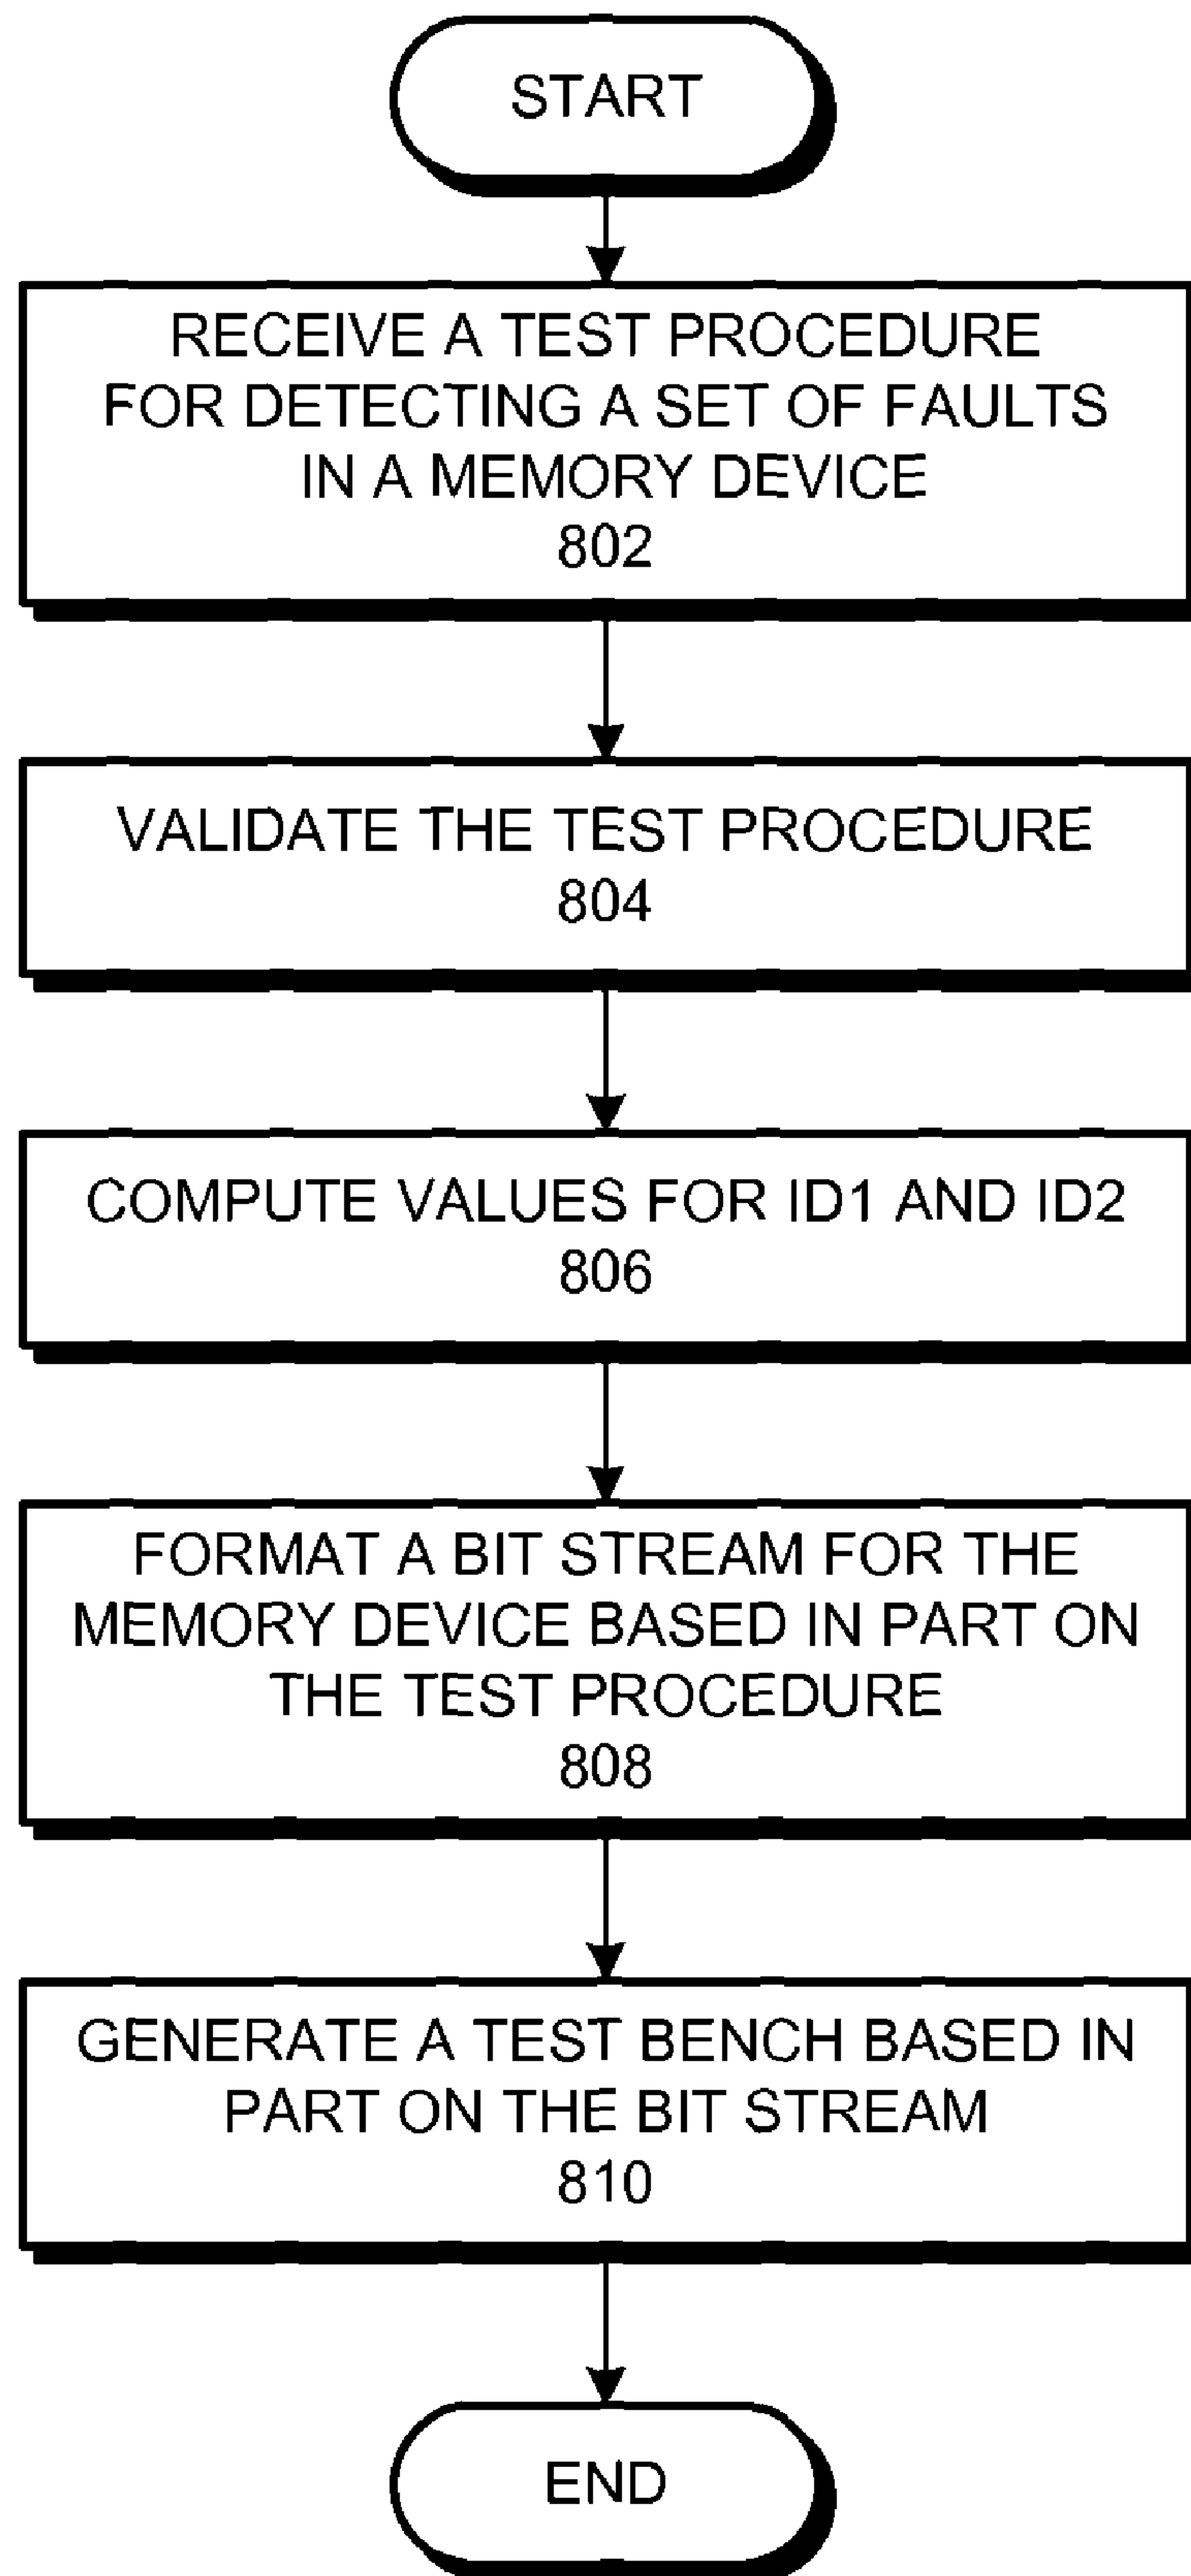 START
RECEIVE A TEST PROCEDURE
FOR DETECTING A SET OF FAULTS
IN A MEMORY DEVICE
802
VALIDATE THE TEST PROCEDURE
804
COMPUTE VALUES FOR ID1 AND ID2
806
FORMAT A BIT STREAM FOR THE
MEMORY DEVICE BASED IN PART ON
THE TEST PROCEDURE
808
GENERATE A TEST BENCH BASED IN
PART ON THE BIT STREAM
810
END